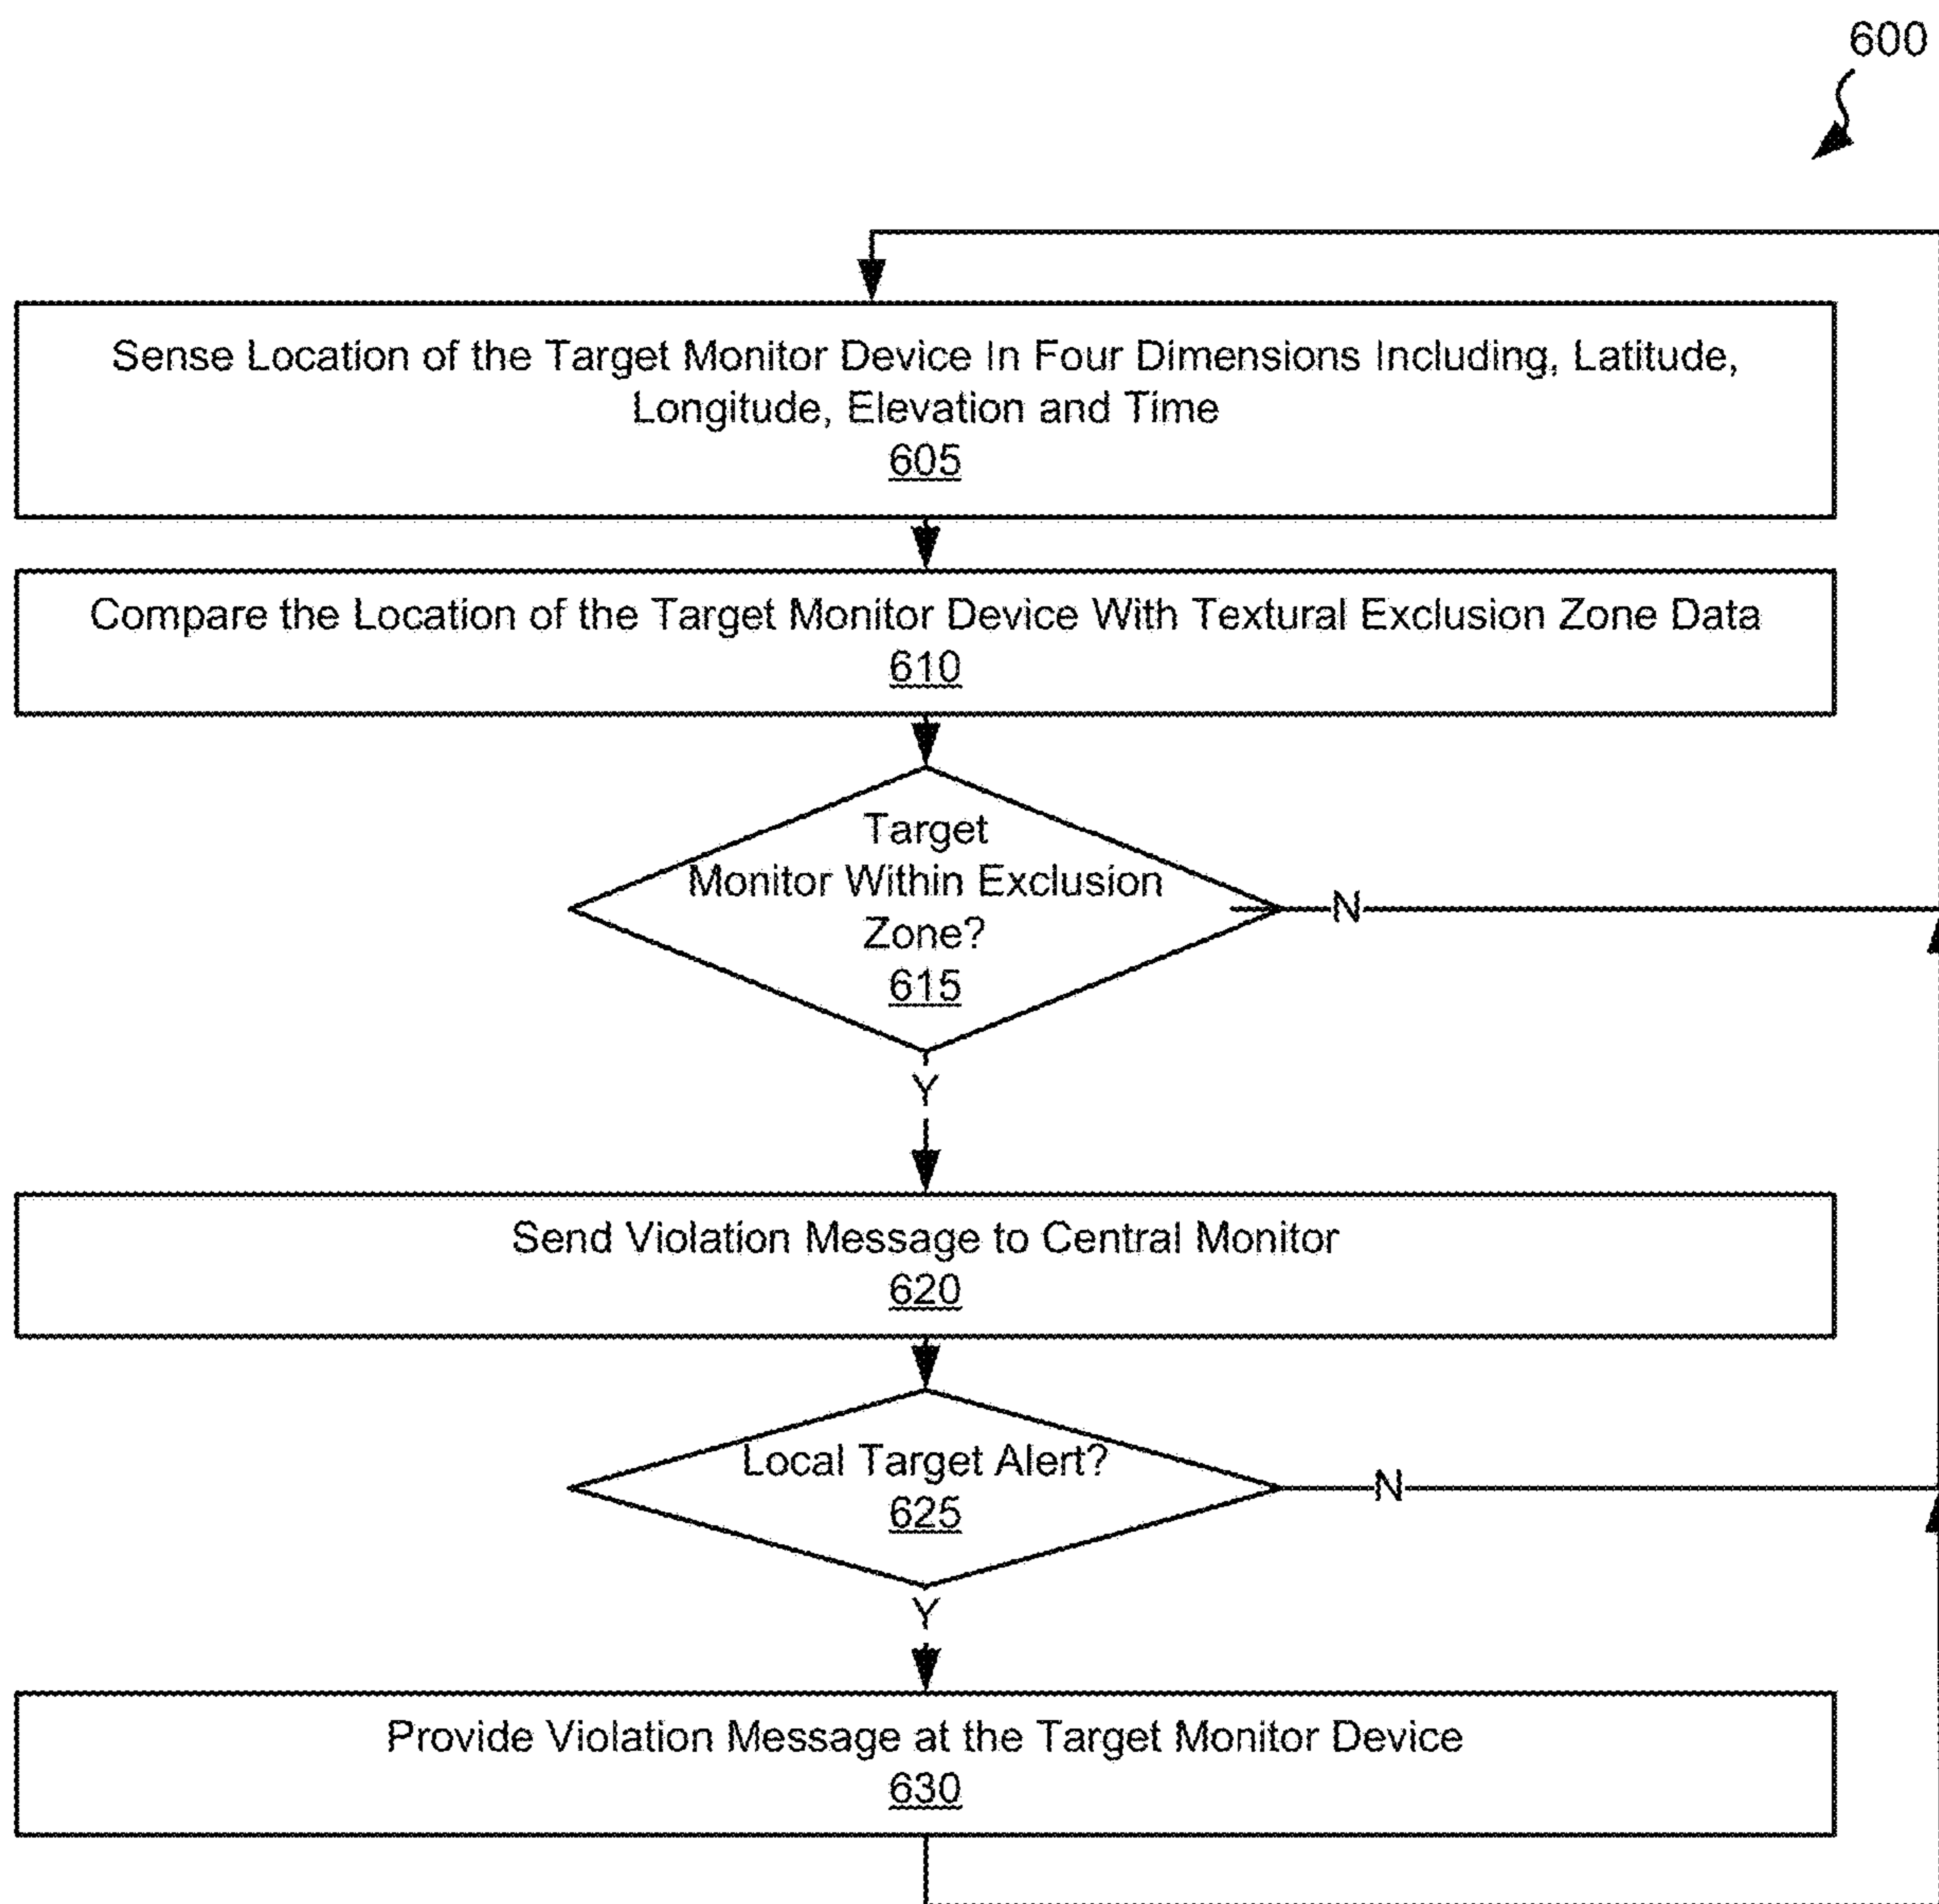 600
Sense Location of the Target Monitor Device In Four Dimensions Including, Latitude,
Longitude, Elevation and Time
605
Compare the Location of the Target Monitor Device With Textural Exclusion Zone Data
610
Target
Monitor Within Exclusion
Zone?
615
N
Y
Send Violation Message to Central Monitor
620
Local Target Alert?
625
N
Y
Provide Violation Message at the Target Monitor Device
630